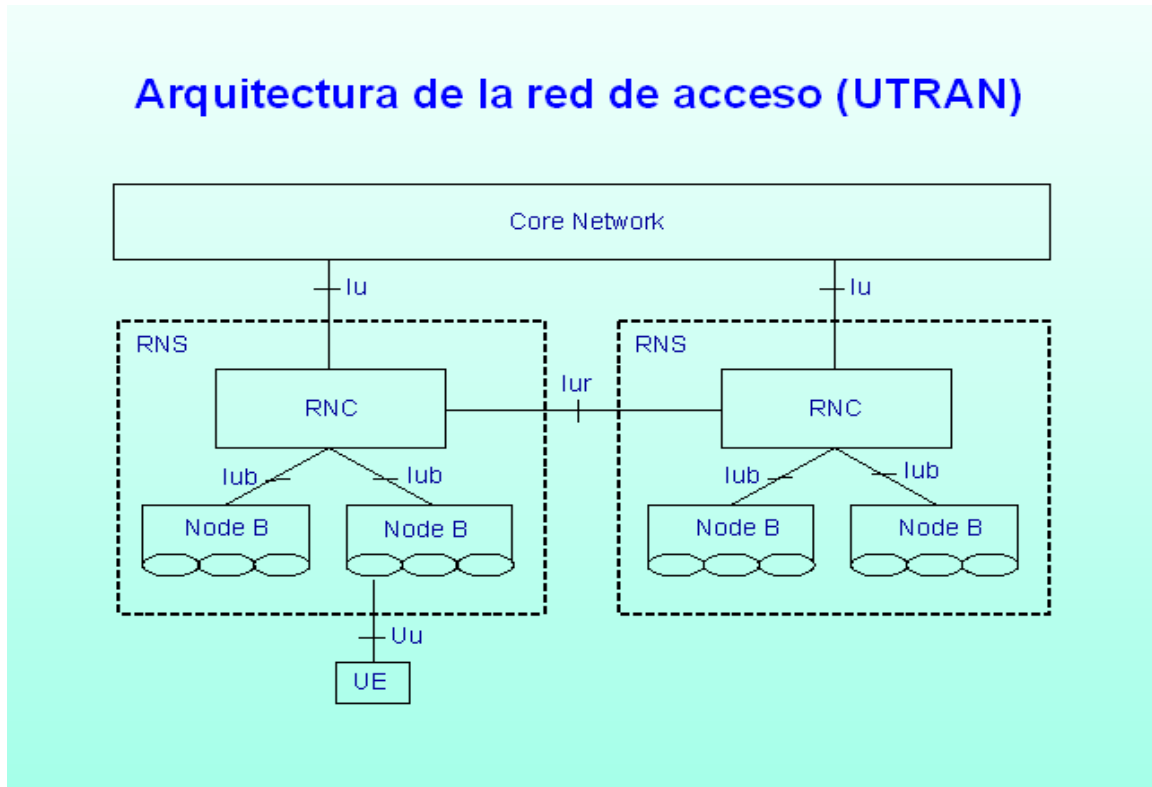 Arquitectura de la red de acceso (UTRAN)
Core Network
Iu
Iu
RNS
RNS
Iur
RNC
RNC
Iub
Iub
Iub
Iub
Node B
Node B
Node B
Node B
Uu
UE